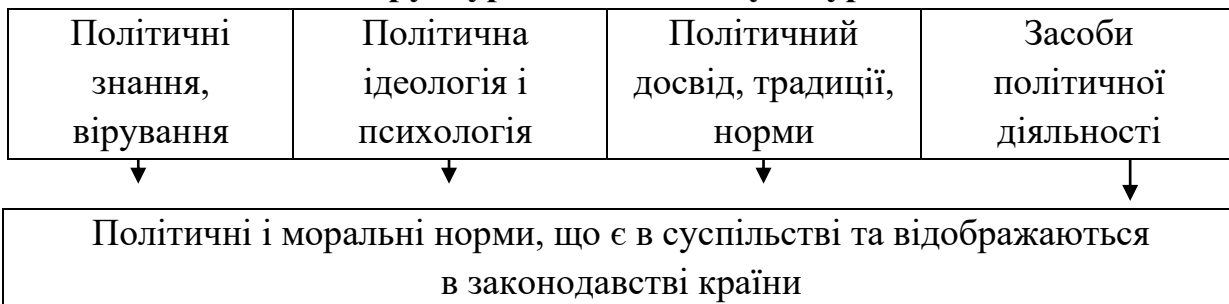 Політичні
знання,
вірування
Політична
ідеологія і
психологія
Політичний
досвід, традиції,
норми
Засоби
політичної
діяльності
Політичні і моральні норми, що є в суспільстві та відображаються
в законодавстві країни